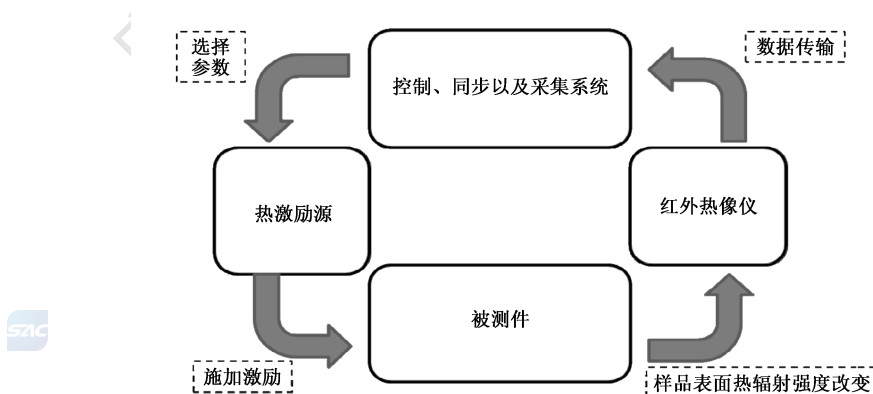 选择
参数
控制、同步以及采集系统
数据传输
热激励源
红外热像仪
被测件
施加激励
样品表面热辐射强度改变
SAC